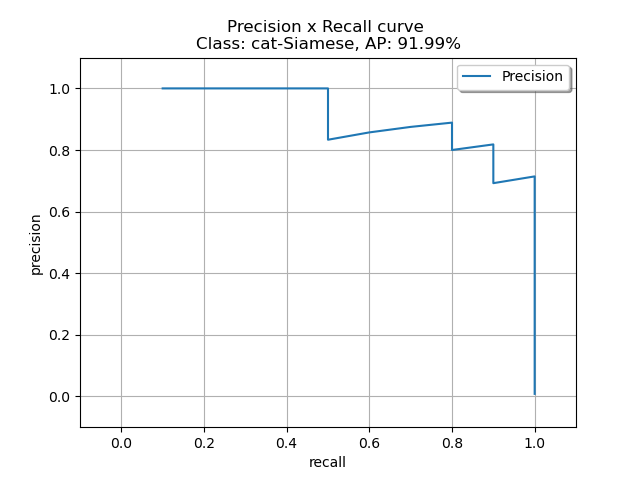 Precision x Recall curve
Class: cat-Siamese, AP: 91.99%
Precision
1.0
0.8
0.6
0.4
0.2
0.0
precision
0.0 0.2 0.4 0.6 0.8 1.0
recall